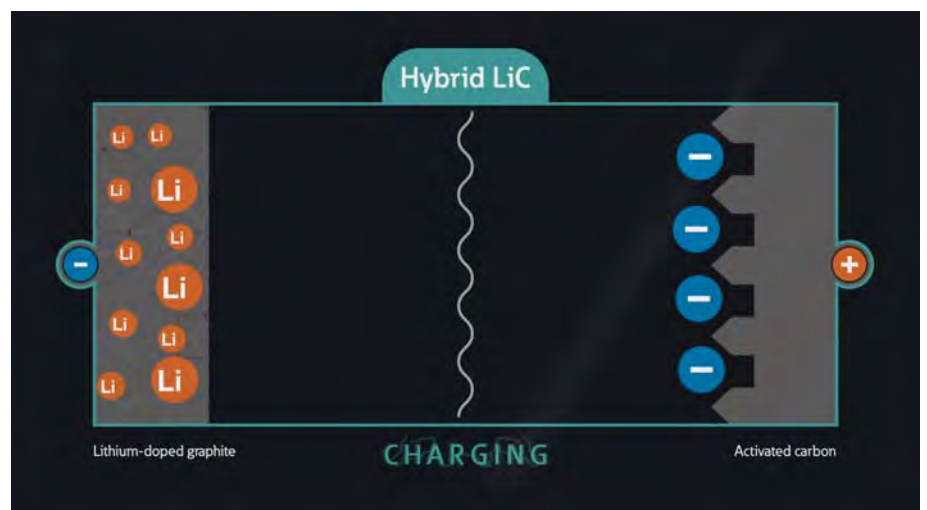 Hybrid LiC
Li Li
Li Li
Li
Li
Li
Li
Li
Li
Li
-
+
Lithium-doped graphite
CHARGING
Activated carbon